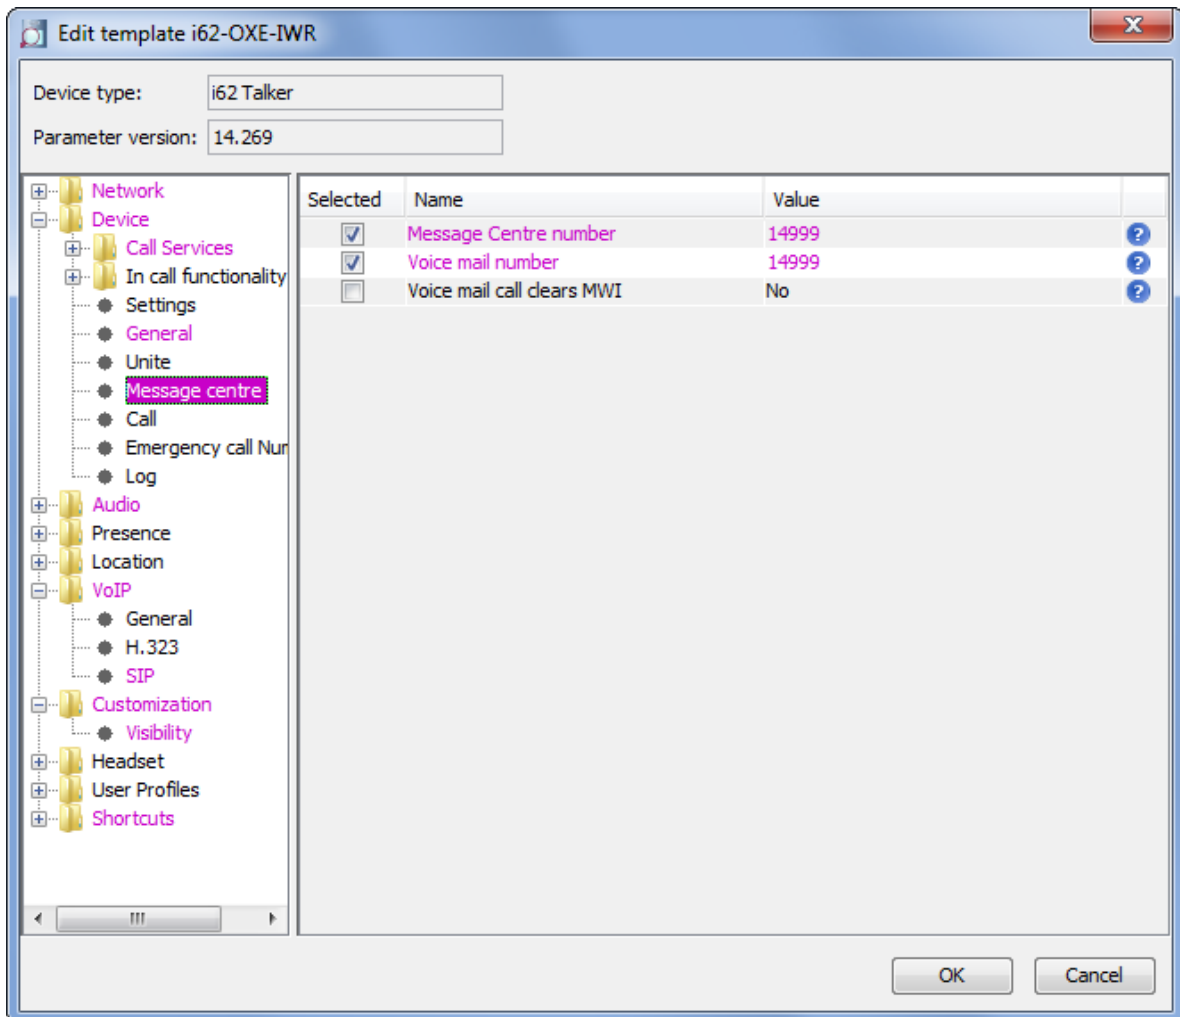 Edit template i62-OXE-IWR
Device type: i62 Talker
Parameter version: 14.269
Network
Device
Call Services
In call functionality
Settings
General
Unite
Message centre
Call
Emergency call Num
Log
Audio
Presence
Location
VoIP
General
H.323
SIP
Customization
Visibility
Headset
User Profiles
Shortcuts
Selected Name Value
Message Centre number 14999
Voice mail number 14999
Voice mail call clears MWI No
OK Cancel